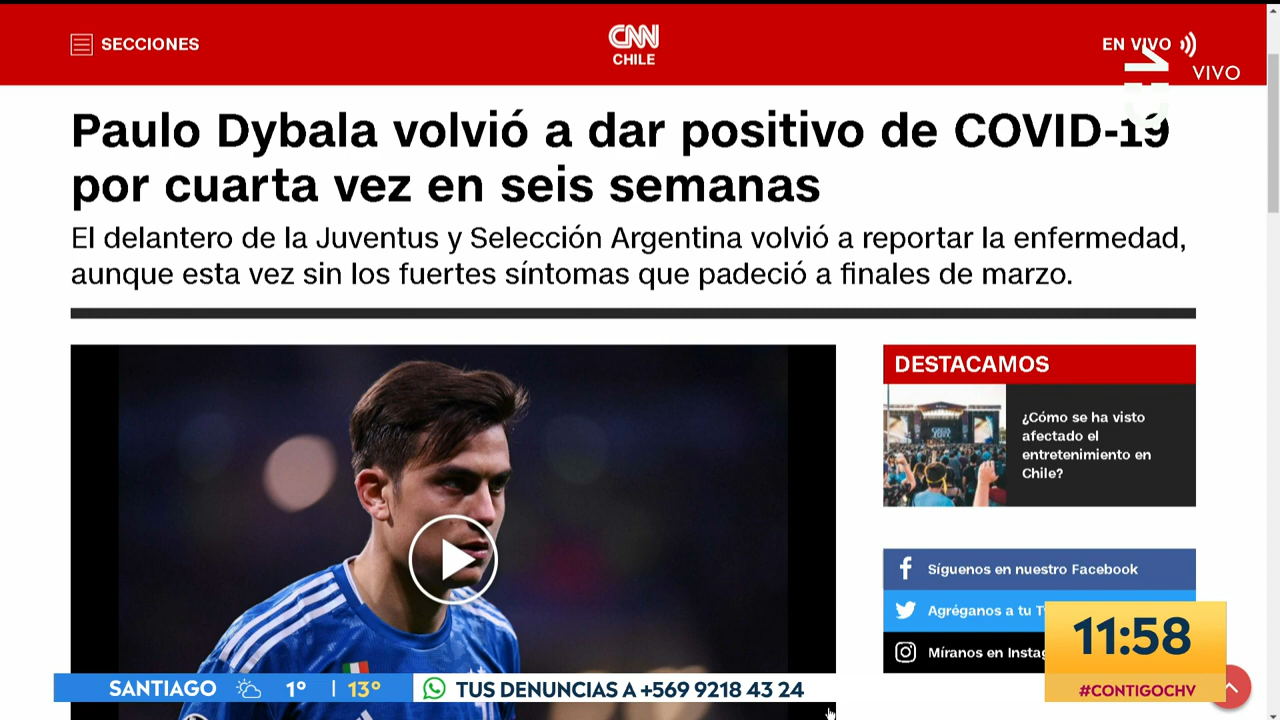 SECCIONES
CNN
CHILE
EN VIVO
VIVO
Paulo Dybala volvió a dar positivo de COVID-19
por cuarta vez en seis semanas
El delantero de la Juventus y Selección Argentina volvió a reportar la enfermedad,
aunque esta vez sin los fuertes síntomas que padeció a finales de marzo.
DESTACAMOS
¿Cómo se ha visto
afectado el
entretenimiento en
Chile?
Síguenos en nuestro Facebook
Agréganos a tu
Míranos en
11:58
#CONTIGOCHV
SANTIAGO 1° | 13°
TUS DENUNCIAS A +569 9218 43 24